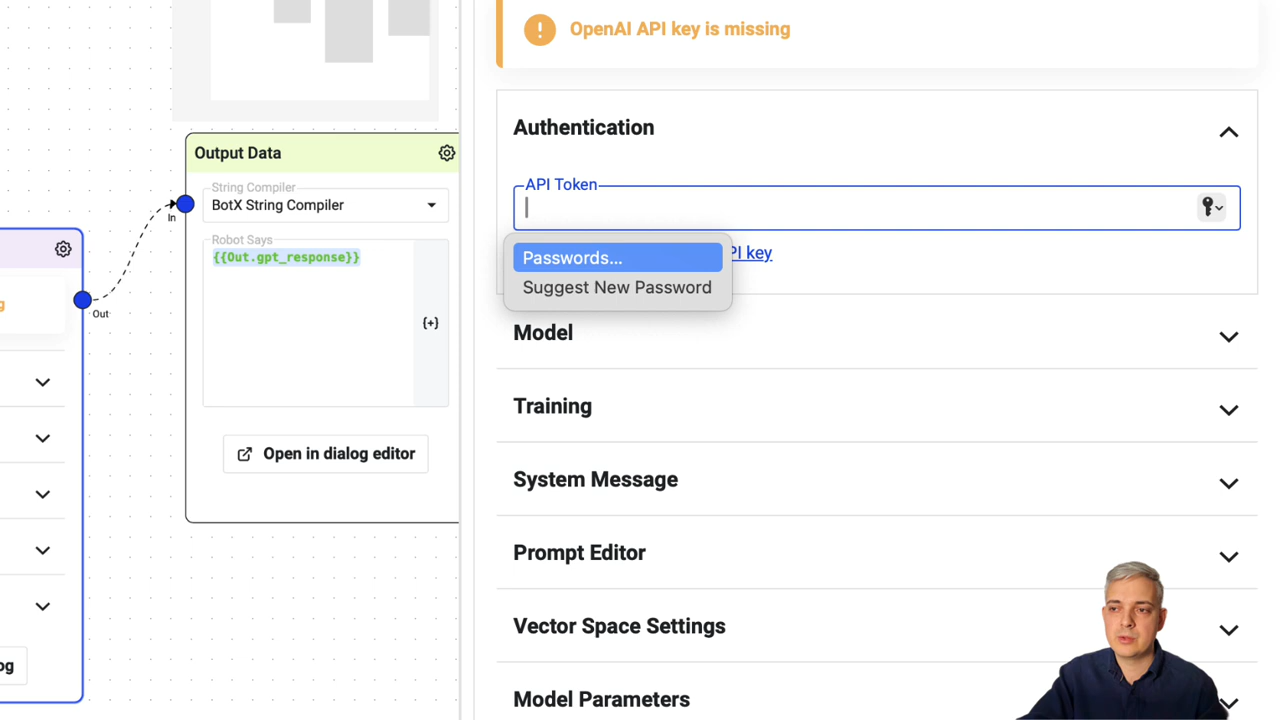 OpenAI API key is missing
Authentication
API Token
PI key
Passwords...
Suggest New Password
Model
Training
System Message
Prompt Editor
Vector Space Settings
Model Parameters
Output Data
String Compiler
BotX String Compiler
In
Robot Says
{{Out.gpt_response}}
{+}
Open in dialog editor
g
Out
og